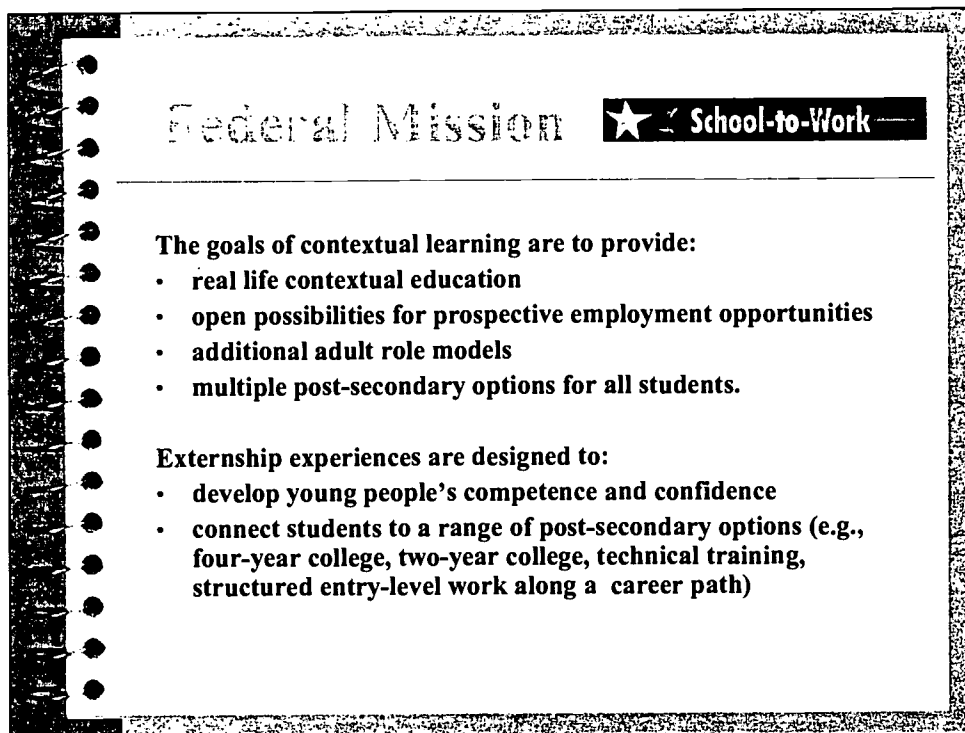 Federal Mission
School-to-Work
The goals of contextual learning are to provide:
· real life contextual education
· open possibilities for prospective employment opportunities
· additional adult role models
· multiple post-secondary options for all students.
Externship experiences are designed to:
· develop young people's competence and confidence
· connect students to a range of post-secondary options (e.g.,
four-year college, two-year college, technical training,
structured entry-level work along a career path)